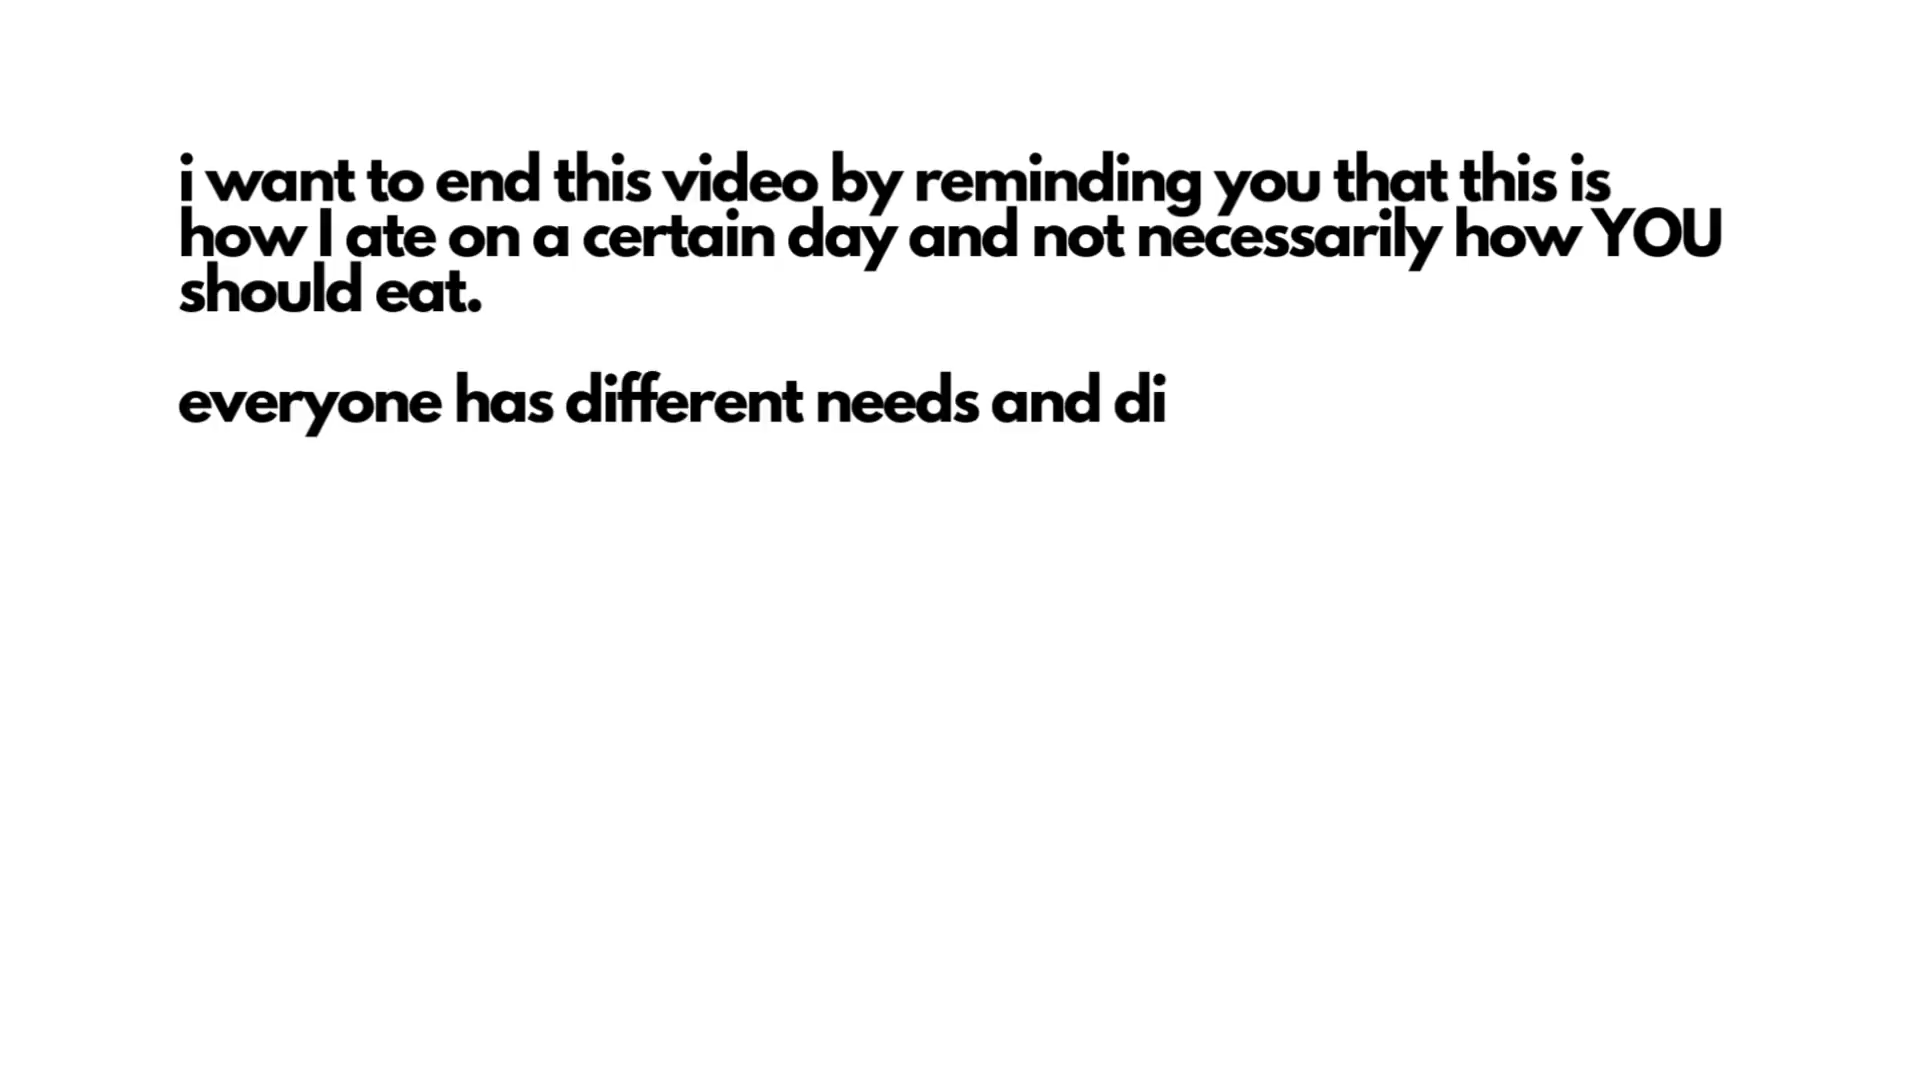 i want to end this video by reminding you that this is
how I ate on a certain day and not necessarily how YOU
should eat.
everyone has different needs and di